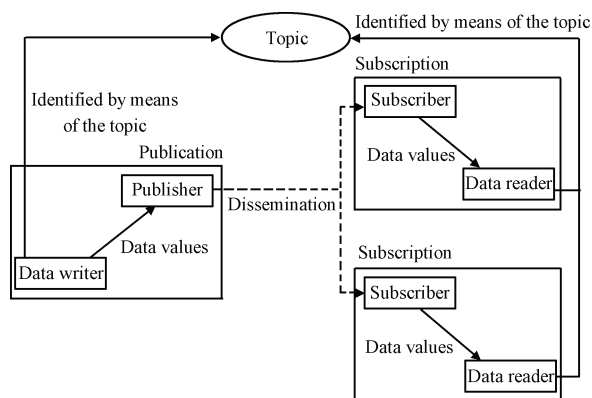 Identified by means of the topic
Topic
Subscription
Subscriber
Data values
Data reader
Identified by means
of the topic
Publication
Publisher
Dissemination
Data values
Data writer
Subscription
Subscriber
Data values
Data reader